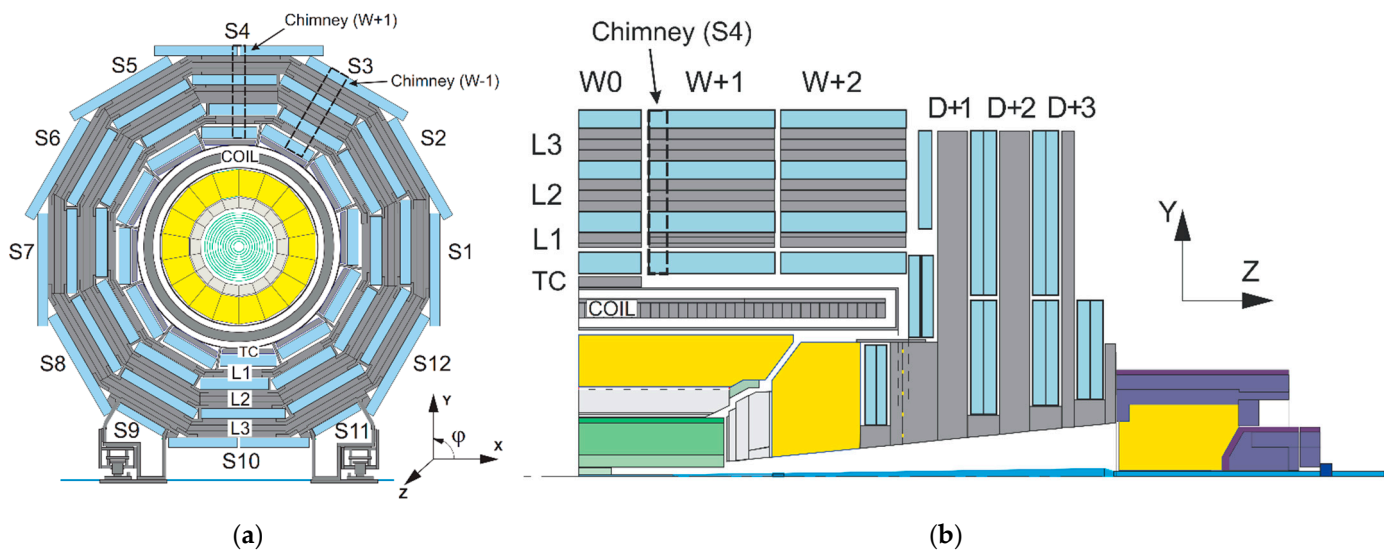 Chimney (W+1)
S4
S5
S3
Chimney (W-1)
S6
S2
COIL
S7
S1
TC
S8
L1
S12
L2
L3
S9
S11
S10
Y
φ
X
Z
(a)
Chimney (S4)
W0
W+1
W+2
D+1
D+2
D+3
L3
L2
L1
TC
COIL
Y
Z
(b)